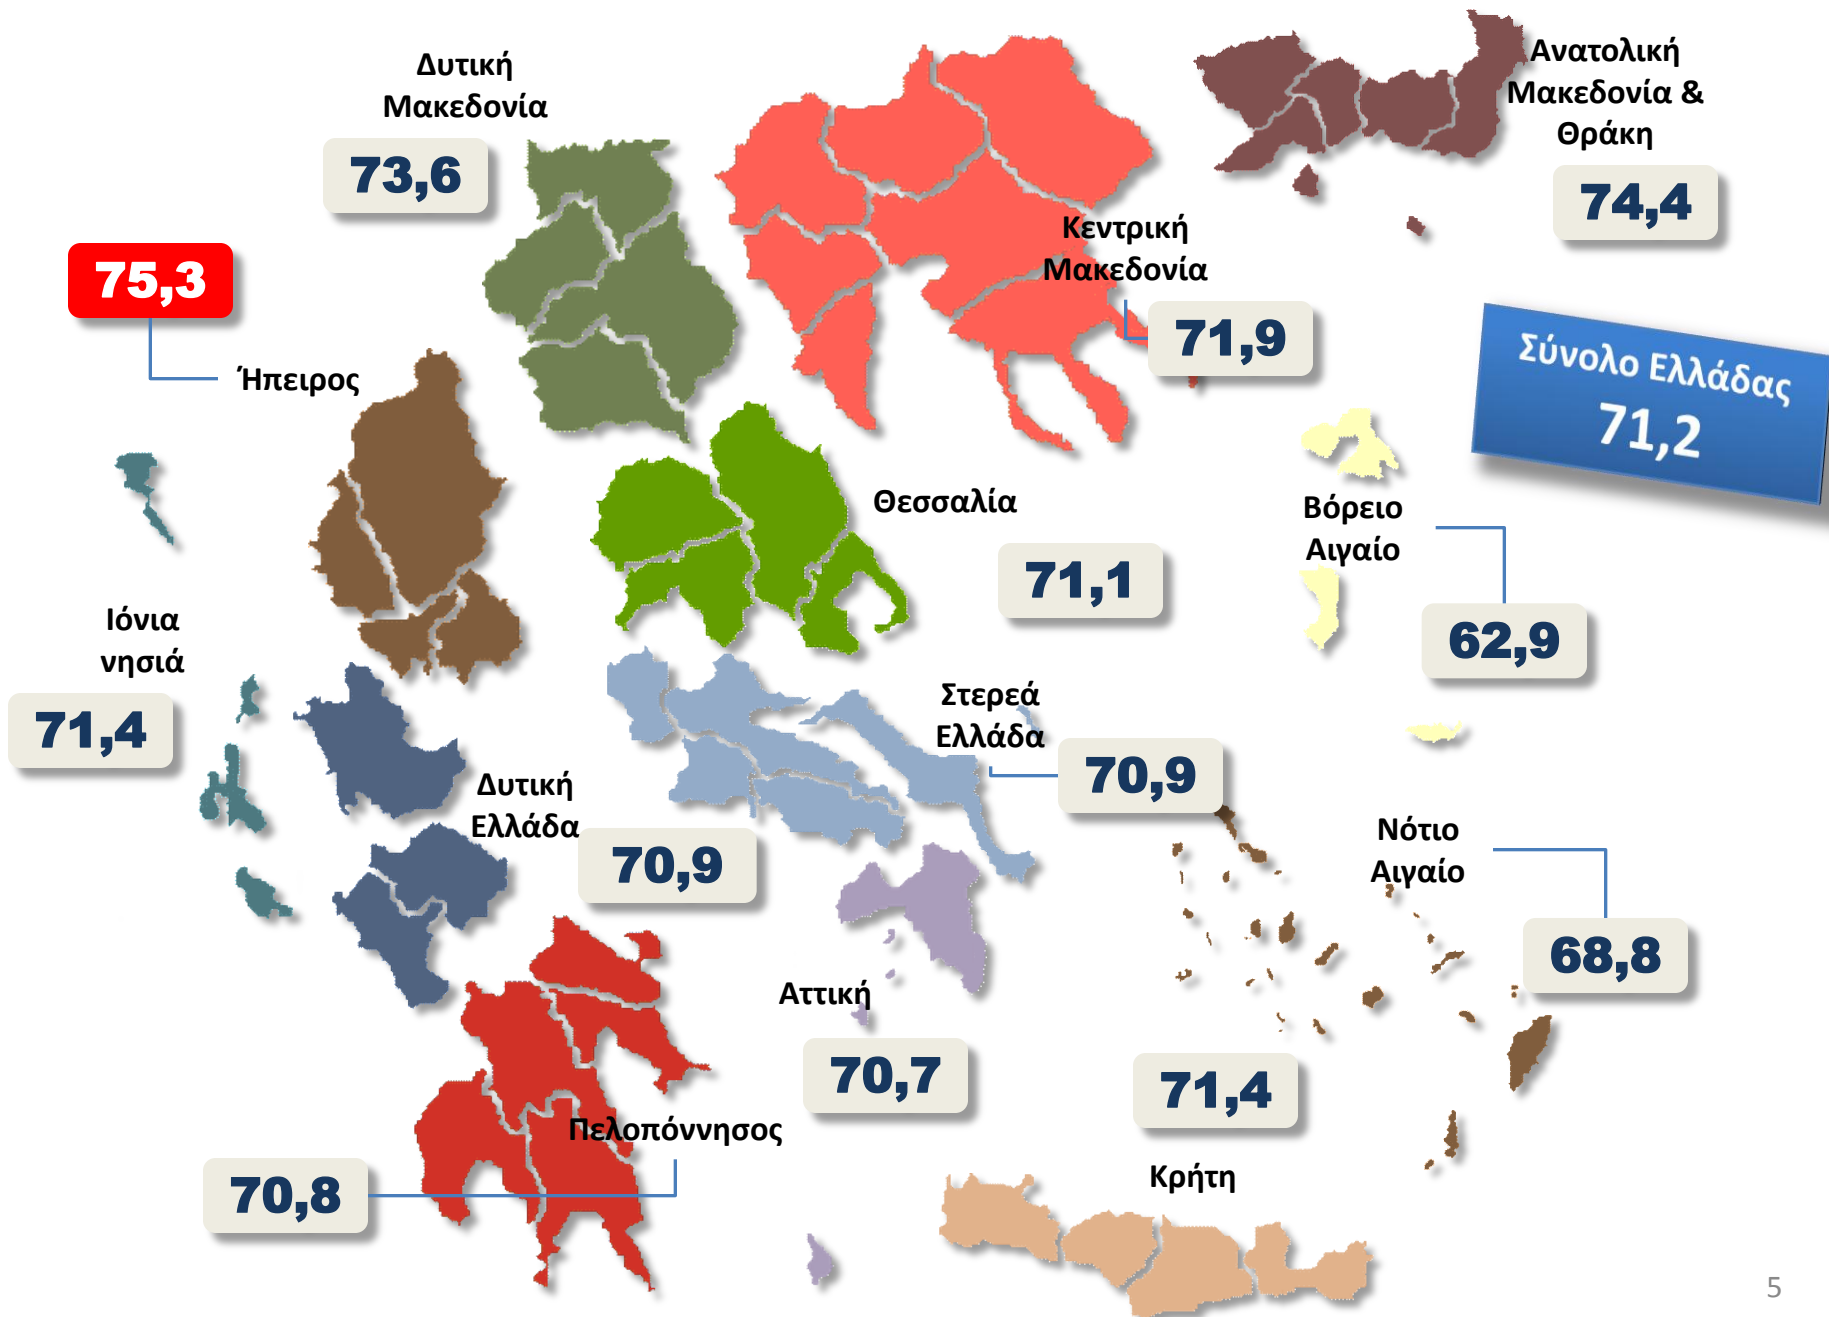 Δυτική
Μακεδονία
73,6
Ανατολική
Μακεδονία &
Θράκη
74,4
Κεντρική
Μακεδονία
71,9
75,3
Ήπειρος
Σύνολο Ελλάδας
71,2
Θεσσαλία
71,1
Βόρειο
Αιγαίο
62,9
Ιόνια
νησιά
71,4
Στερεά
Ελλάδα
70,9
Δυτική
Ελλάδα
70,9
Νότιο
Αιγαίο
68,8
Αττική
70,7
71,4
Κρήτη
Πελοπόννησος
70,8
5